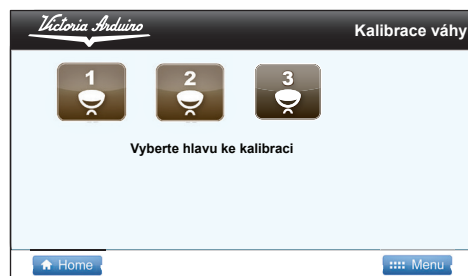 Victoria Arduino
Kalibrace váhy
1 2 3
Vyberte hlavu ke kalibraci
Home Menu